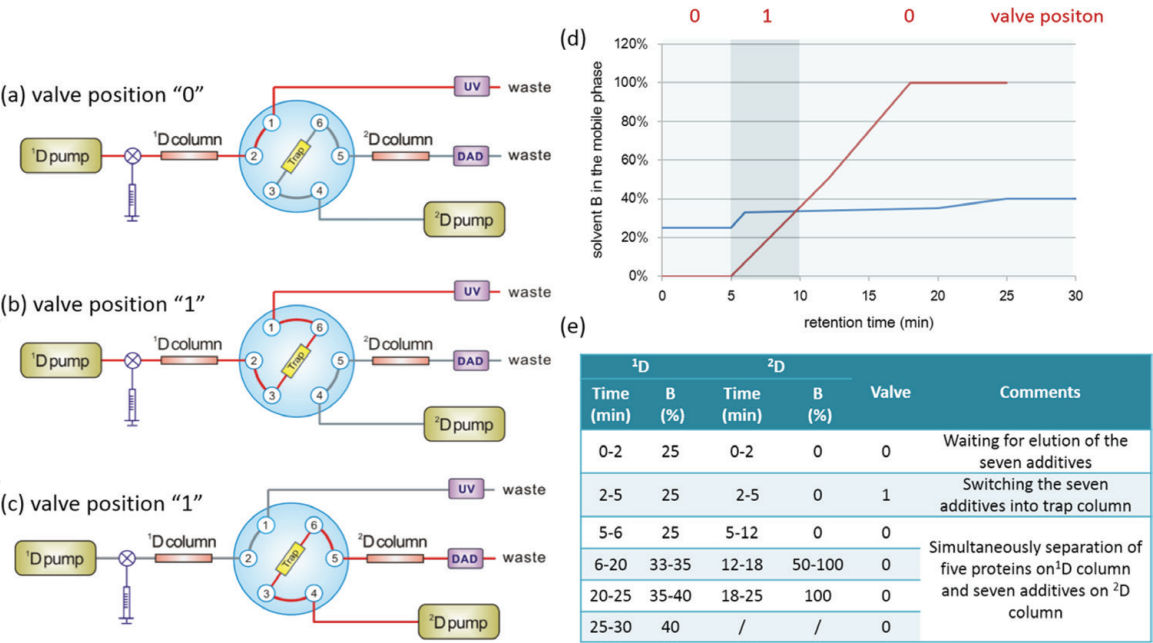 (a) valve position “0”
UV
waste
¹D pump
¹D column
1
2
3
4
5
6
Trap
²D column
DAD
waste
²D pump
(b) valve position “1”
UV
waste
¹D pump
¹D column
1
2
3
4
5
6
Trap
²D column
DAD
waste
²D pump
(c) valve position “1”
UV
waste
¹D pump
¹D column
1
2
3
4
5
6
Trap
²D column
DAD
waste
²D pump
(d)
0 1 0 valve positon
solvent B in the mobile phase
120%
100%
80%
60%
40%
20%
0%
0 5 10 15 20 25 30
retention time (min)
(e)
¹D ²D
Time (min) B (%) Time (min) B (%) Valve Comments
0-2 25 0-2 0 0 Waiting for elution of the
seven additives
2-5 25 2-5 0 1 Switching the seven
additives into trap column
5-6 25 5-12 0 0
6-20 33-35 12-18 50-100 0
20-25 35-40 18-25 100 0
25-30 40 / / 0
Simultaneously separation of
five proteins on¹D column
and seven additives on ²D
column